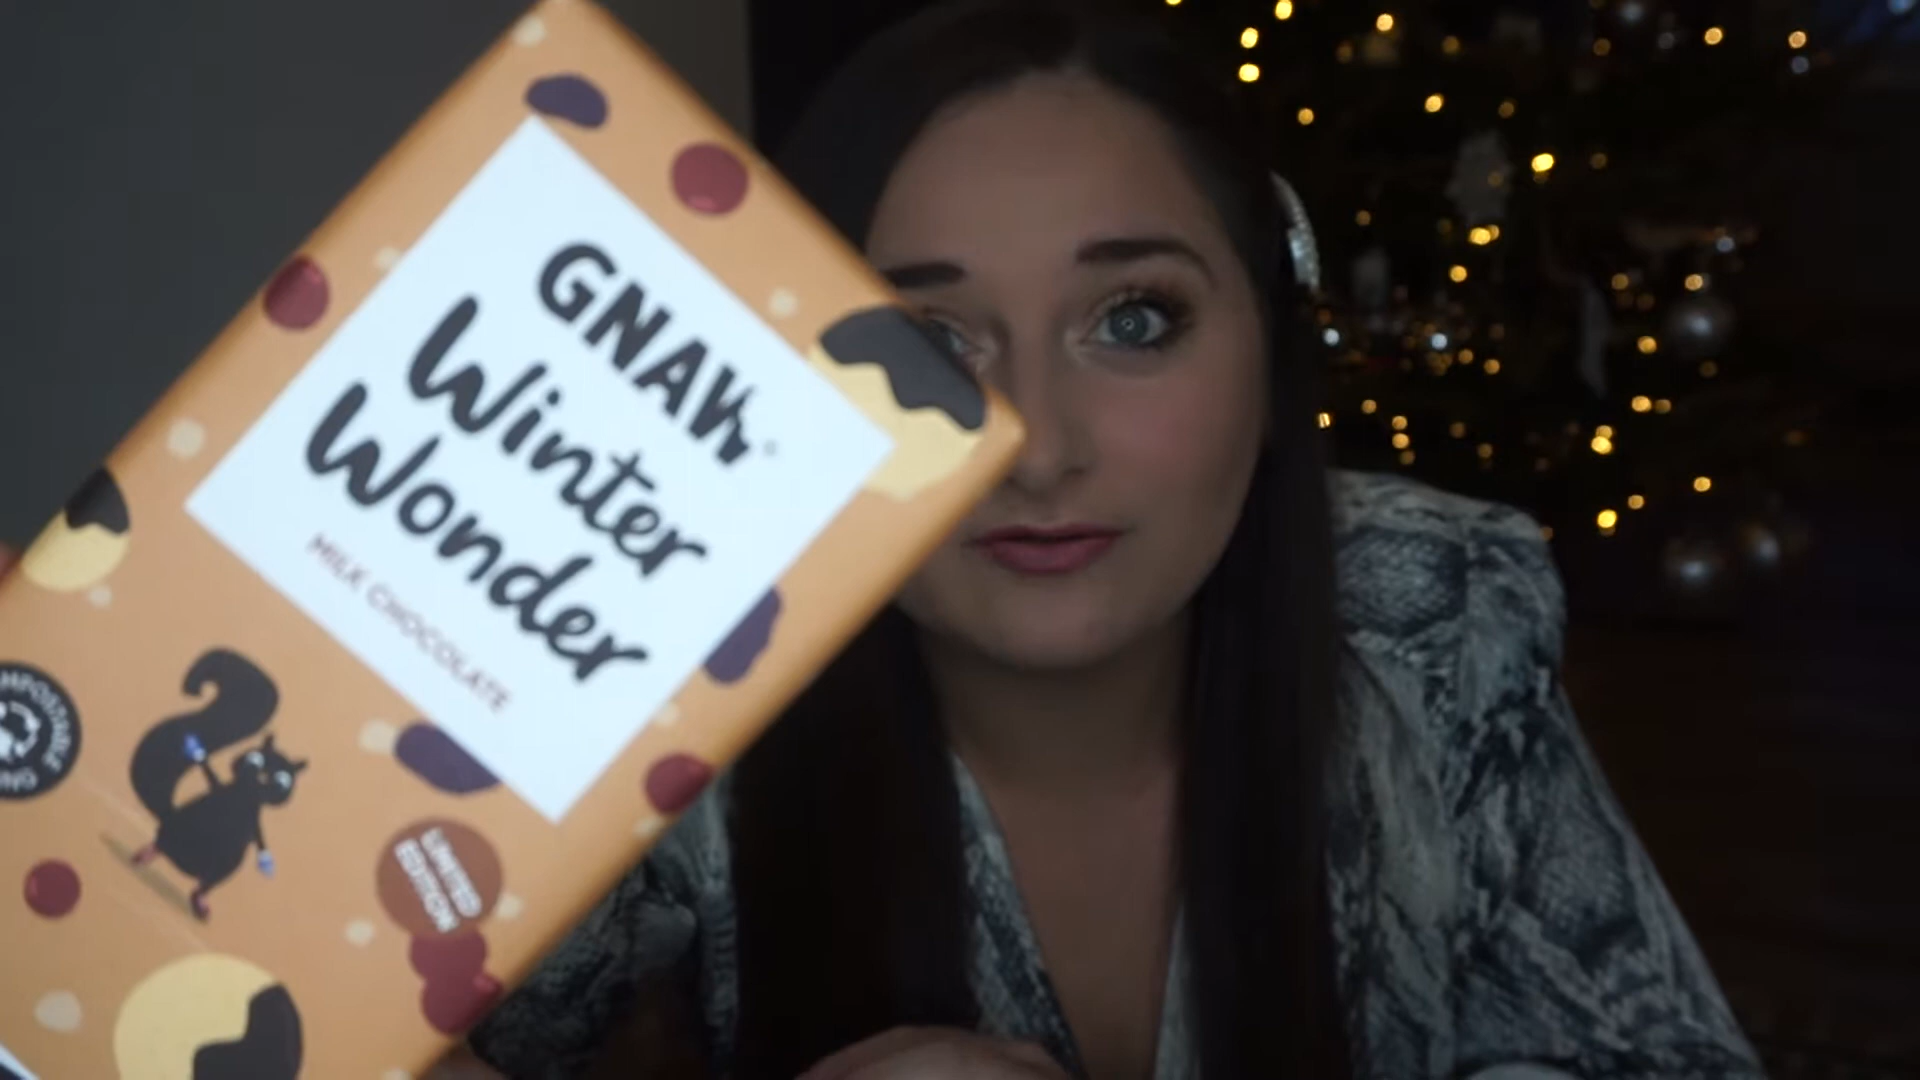 GNAW
Winter
Wonder
MILK CHOCOLATE
LIMITED
EDITION